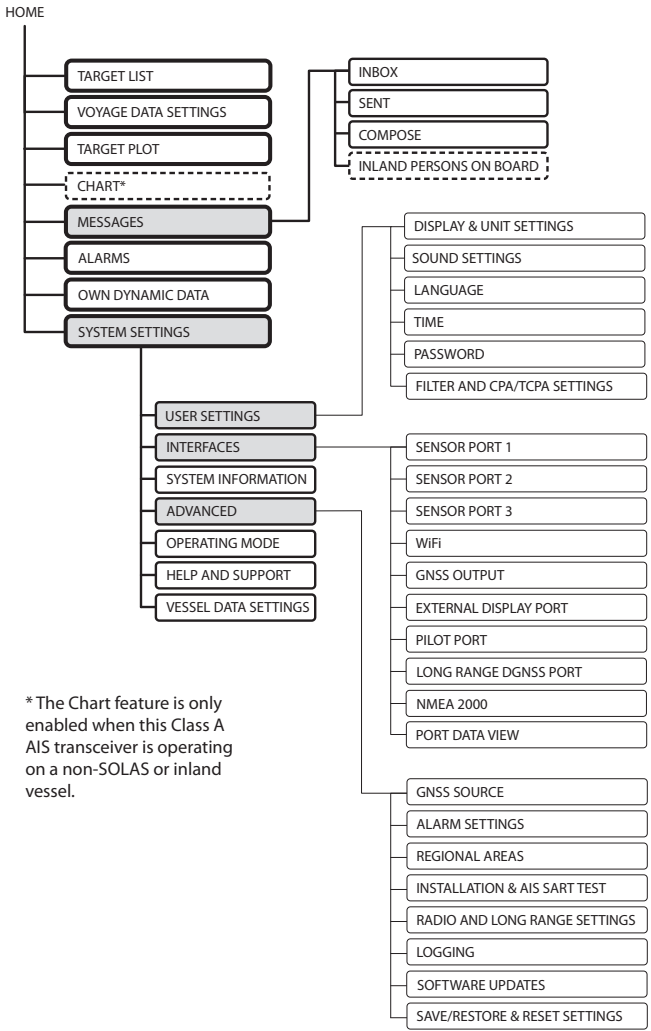 HOME
TARGET LIST
VOYAGE DATA SETTINGS
TARGET PLOT
CHART*
MESSAGES
ALARMS
OWN DYNAMIC DATA
SYSTEM SETTINGS
INBOX
SENT
COMPOSE
INLAND PERSONS ON BOARD
USER SETTINGS
INTERFACES
SYSTEM INFORMATION
ADVANCED
OPERATING MODE
HELP AND SUPPORT
VESSEL DATA SETTINGS
DISPLAY & UNIT SETTINGS
SOUND SETTINGS
LANGUAGE
TIME
PASSWORD
FILTER AND CPA/TCPA SETTINGS
SENSOR PORT 1
SENSOR PORT 2
SENSOR PORT 3
WiFi
GNSS OUTPUT
EXTERNAL DISPLAY PORT
PILOT PORT
LONG RANGE DGNSS PORT
NMEA 2000
PORT DATA VIEW
GNSS SOURCE
ALARM SETTINGS
REGIONAL AREAS
INSTALLATION & AIS SART TEST
RADIO AND LONG RANGE SETTINGS
LOGGING
SOFTWARE UPDATES
SAVE/RESTORE & RESET SETTINGS
* The Chart feature is only
enabled when this Class A
AIS transceiver is operating
on a non-SOLAS or inland
vessel.